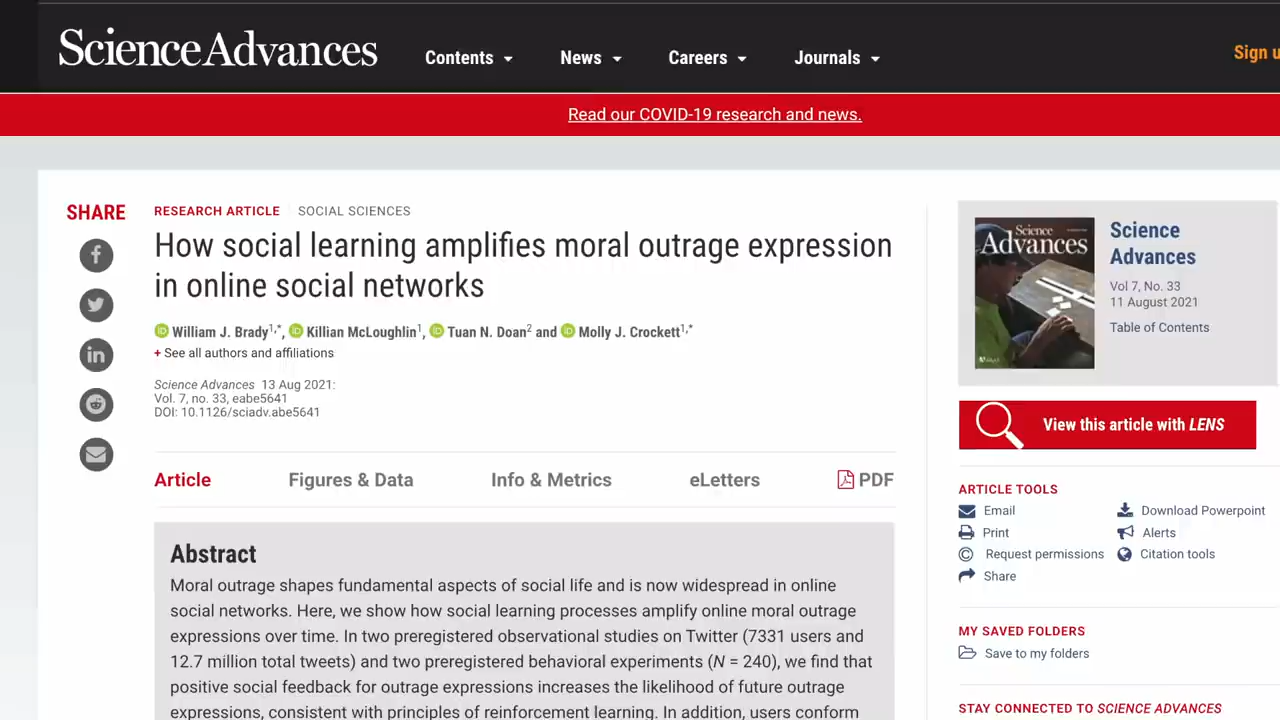 Science Advances
Contents
News
Careers
Journals
Sign u
Read our COVID-19 research and news.
SHARE
RESEARCH ARTICLE SOCIAL SCIENCES
How social learning amplifies moral outrage expression
in online social networks
William J. Brady1,*, Killian McLoughlin1, Tuan N. Doan2 and Molly J. Crockett1,*
+ See all authors and affiliations
Science Advances 13 Aug 2021:
Vol. 7, no. 33, eabe5641
DOI: 10.1126/sciadv.abe5641
Article Figures & Data Info & Metrics eLetters PDF
Abstract
Moral outrage shapes fundamental aspects of social life and is now widespread in online
social networks. Here, we show how social learning processes amplify online moral outrage
expressions over time. In two preregistered observational studies on Twitter (7331 users and
12.7 million total tweets) and two preregistered behavioral experiments (N = 240), we find that
positive social feedback for outrage expressions increases the likelihood of future outrage
expressions, consistent with principles of reinforcement learning. In addition, users conform
Science
Advances
Science
Advances
Vol 7, No. 33
11 August 2021
Table of Contents
View this article with LENS
ARTICLE TOOLS
Email
Download Powerpoint
Print
Alerts
Request permissions
Citation tools
Share
MY SAVED FOLDERS
Save to my folders
STAY CONNECTED TO SCIENCE ADVANCES